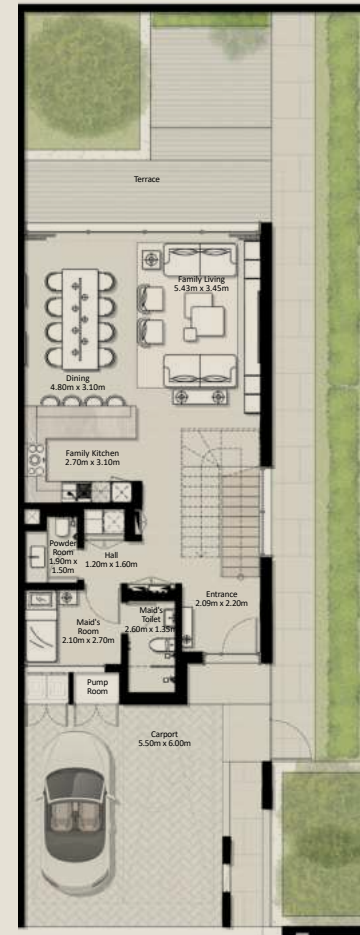 Terrace
Family Living
5.43m x 3.45m
Dining
4.80m x 3.10m
Family Kitchen
2.70m x 3.10m
Powder
Room
1.90m x
1.50m
Hall
1.20m x 1.60m
Entrance
2.09m x 2.20m
Maid's
Toilet
2.60m x 1.35m
Maid's
Room
2.10m x 2.70m
Pump
Room
Carport
5.50m x 6.00m